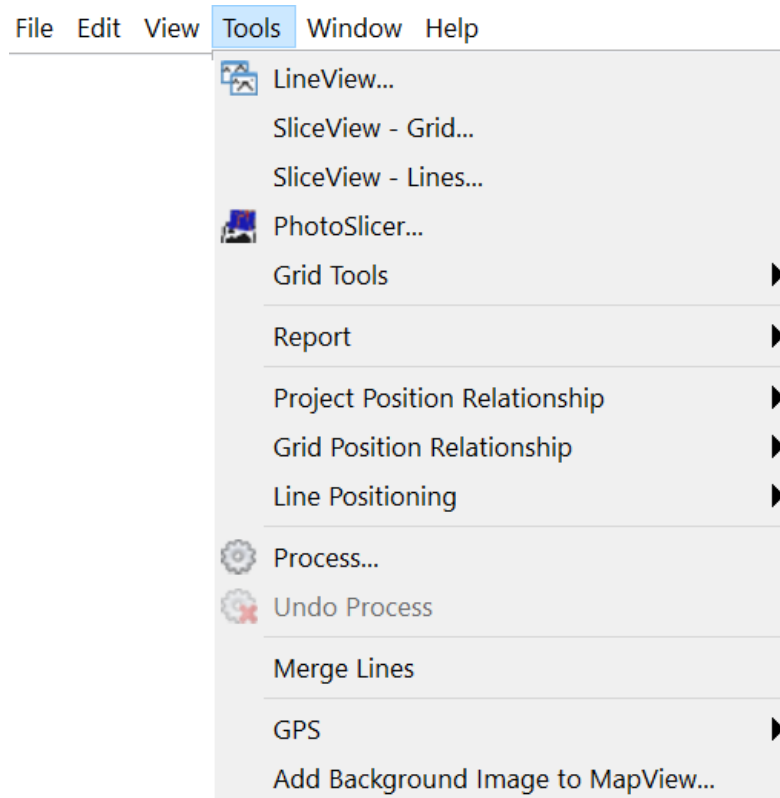 File Edit View Tools Window Help
LineView...
SliceView - Grid...
SliceView - Lines...
PhotoSlicer...
Grid Tools
Report
Project Position Relationship
Grid Position Relationship
Line Positioning
Process...
Undo Process
Merge Lines
GPS
Add Background Image to MapView...